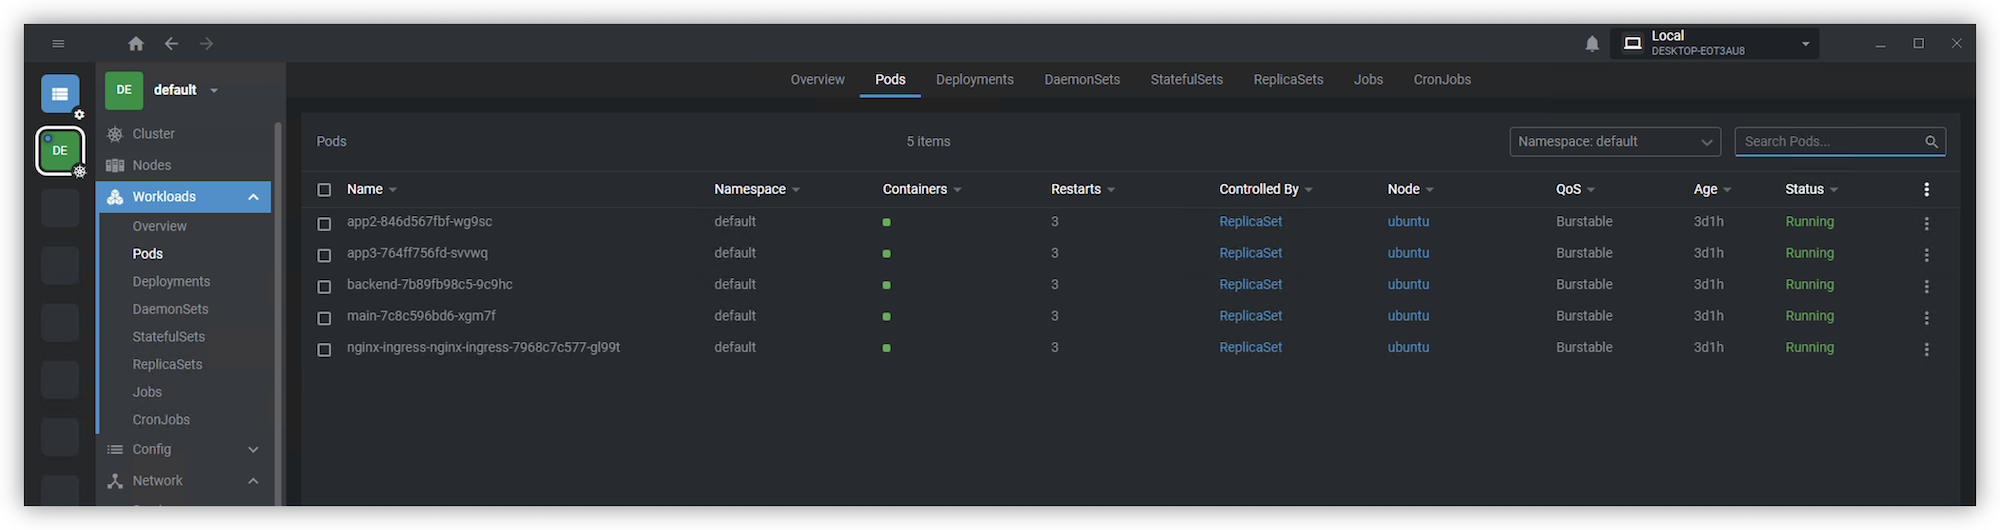 Local
DESKTOP-EOT3AU8
DE default
Overview Pods Deployments DaemonSets StatefulSets ReplicaSets Jobs CronJobs
DE
Cluster
Nodes
Workloads
Overview
Pods
Deployments
DaemonSets
StatefulSets
ReplicaSets
Jobs
CronJobs
Config
Network
Pods 5 items Namespace: default Search Pods...
Name Namespace Containers Restarts Controlled By Node QoS Age Status
app2-846d567fbf-wg9sc default 3 ReplicaSet ubuntu Burstable 3d1h Running
app3-764ff756fd-svvwq default 3 ReplicaSet ubuntu Burstable 3d1h Running
backend-7b89fb98c5-9c9hc default 3 ReplicaSet ubuntu Burstable 3d1h Running
main-7c8c596bd6-xgm7f default 3 ReplicaSet ubuntu Burstable 3d1h Running
nginx-ingress-nginx-ingress-7968c7c577-gl99t default 3 ReplicaSet ubuntu Burstable 3d1h Running